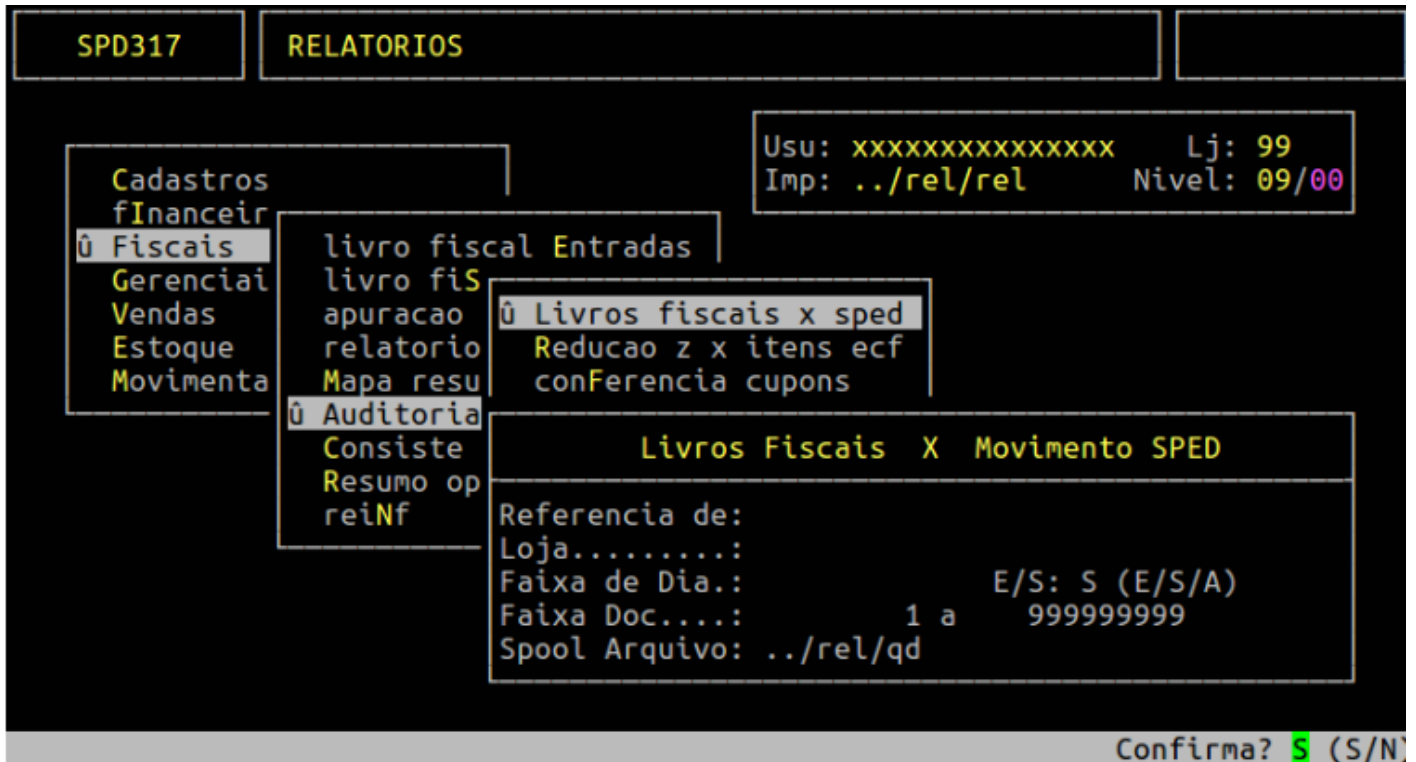 SPD317
RELATORIOS
Usu: xxxxxxxxxxxxxxx Lj: 99
Imp: ../rel/rel Nivel: 09/00
Cadastros
fInanceir
û Fiscais
Gerenciai
Vendas
Estoque
Movimenta
livro fiscal Entradas
livro fiS
apuracao
relatorio
Mapa resu
û Auditoria
Consiste
Resumo op
reiNf
û Livros fiscais x sped
Reducao z x itens ecf
conFerencia cupons
Livros Fiscais X Movimento SPED
Referencia de:
Loja.........:
Faixa de Dia.: E/S: S (E/S/A)
Faixa Doc....: 1 a 999999999
Spool Arquivo: ../rel/qd
Confirma? S (S/N)